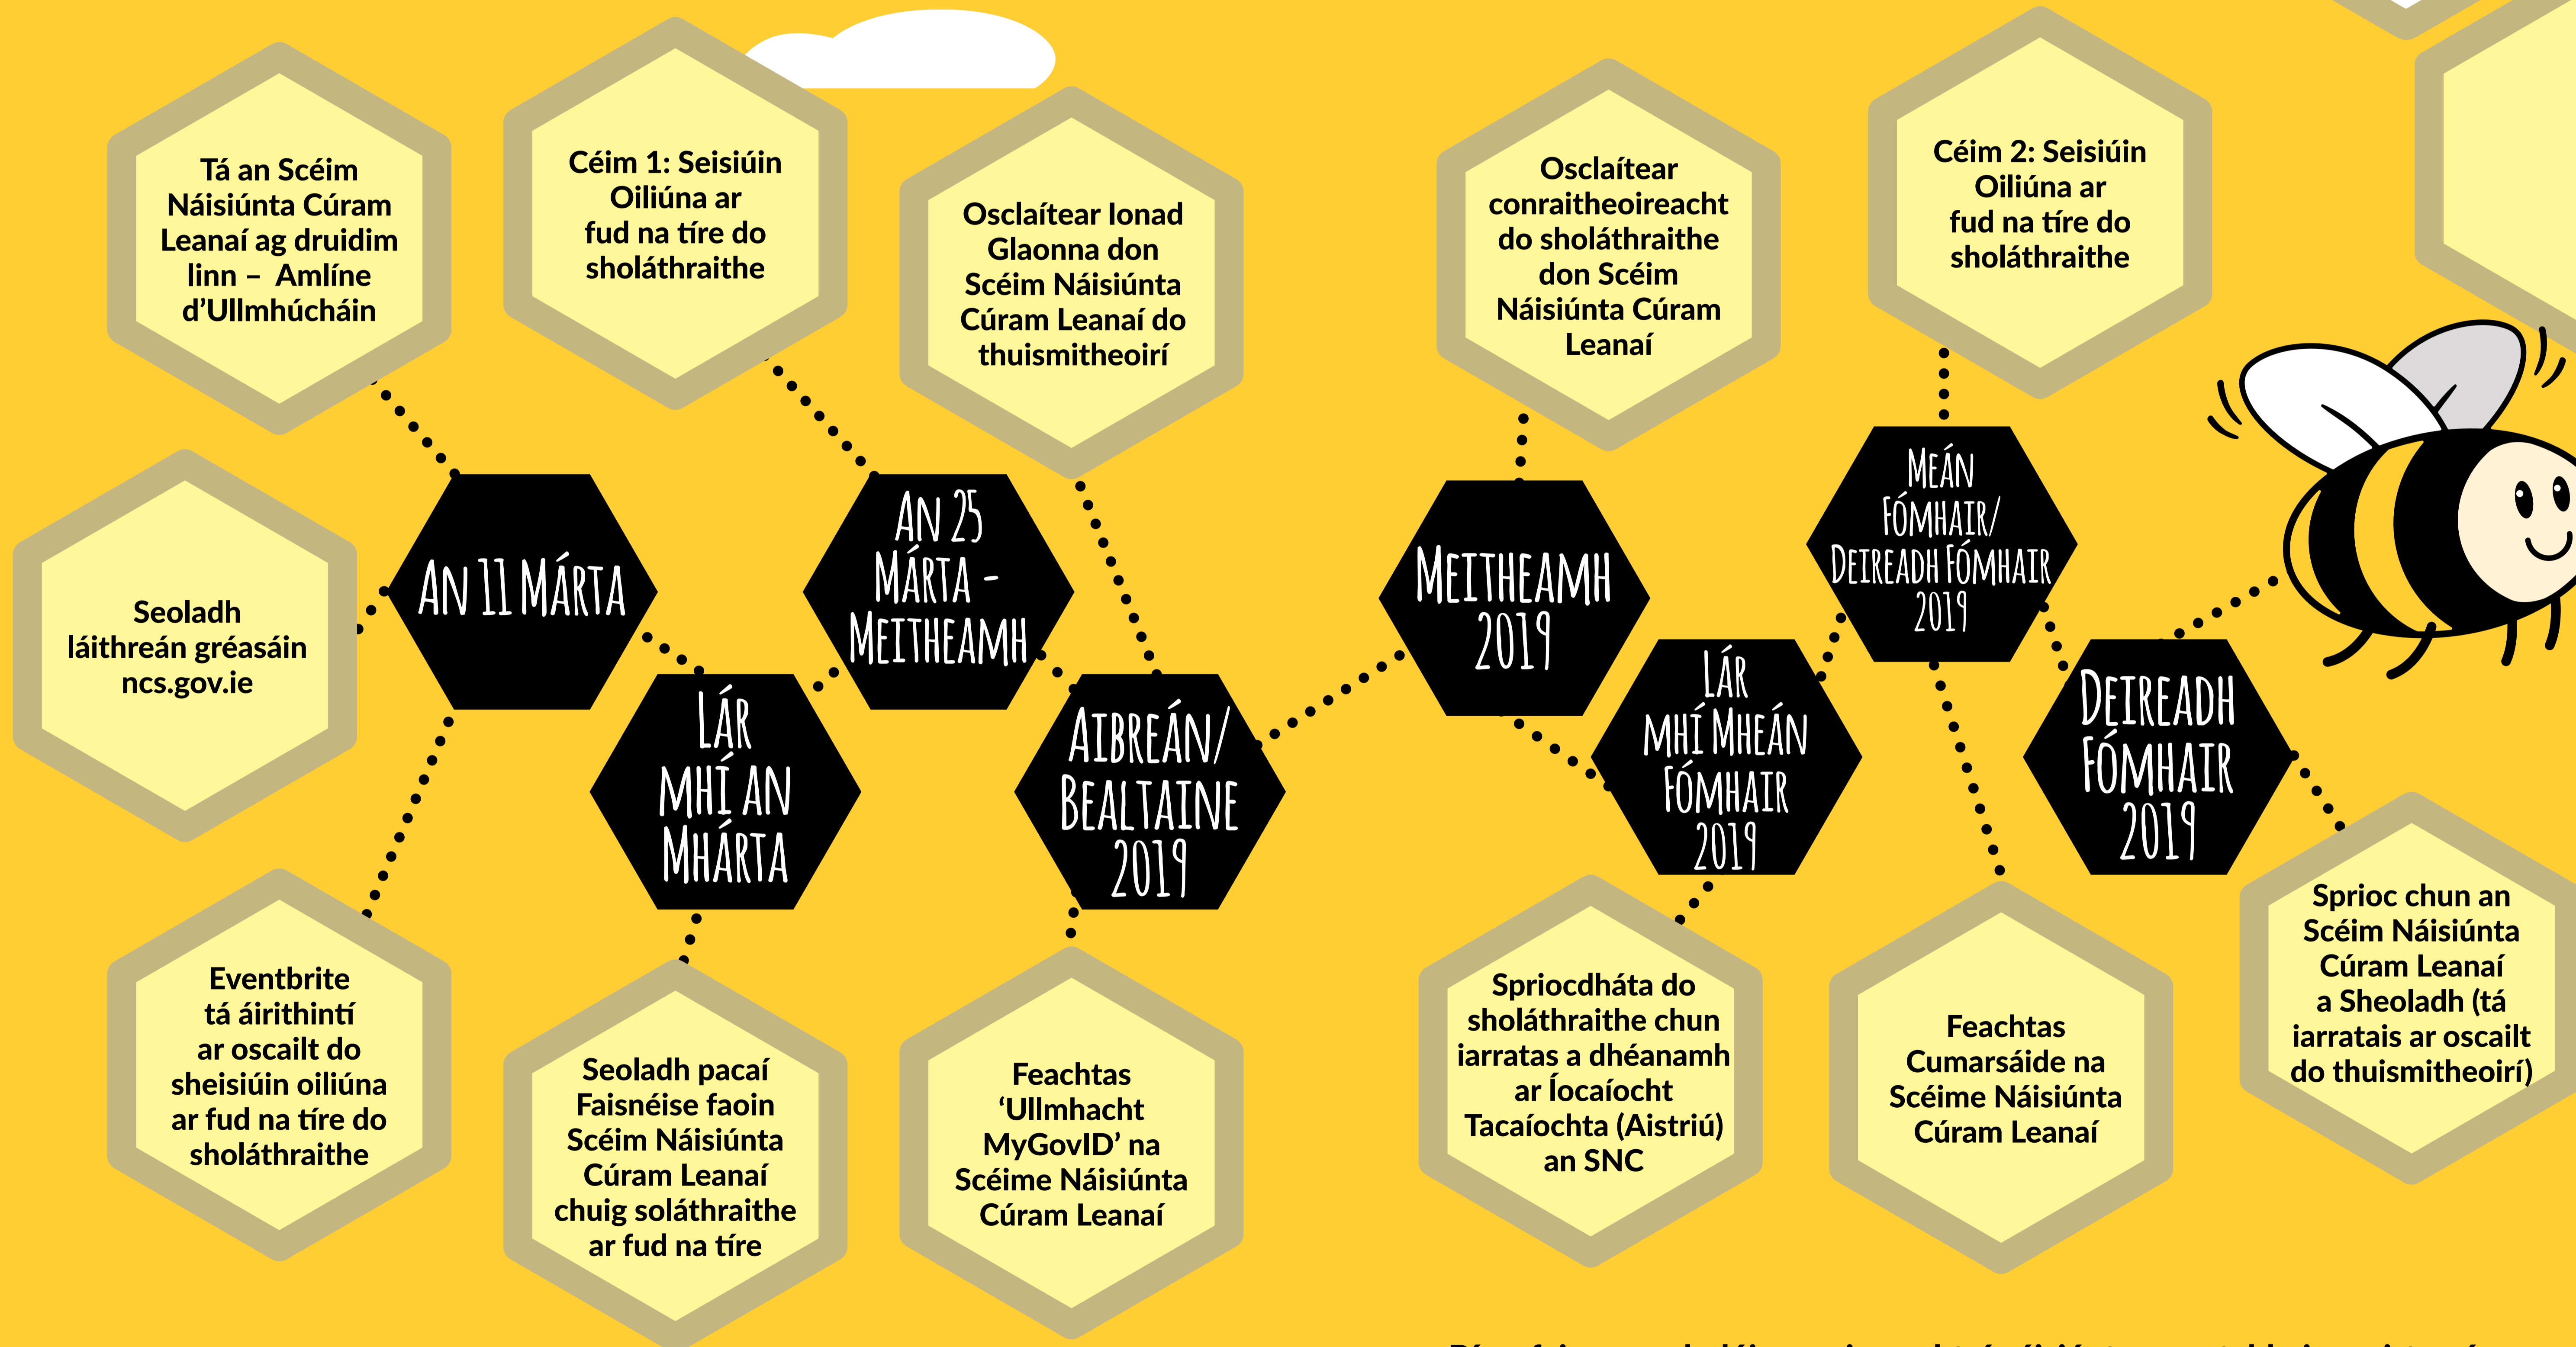 Tá an Scéim
Náisiúnta Cúram
Leanaí ag druidim
linn – Amlíne
d'Ullmhúcháin
Céim 1: Seisiúin
Oiliúna ar
fud na tíre do
sholáthraithe
Osclaítear Ionad
Glaonna don
Scéim Náisiúnta
Cúram Leanaí do
thuismitheoirí
Osclaítear
conraitheoireacht
do sholáthraithe
don Scéim
Náisiúnta Cúram
Leanaí
Céim 2: Seisiúin
Oiliúna ar
fud na tíre do
sholáthraithe
Seoladh
láithreán gréasáin
ncs.gov.ie
An 11 Márta
Lár
mhí an
Mhárta
An 25
Márta -
Meitheamh
Aibreán/
Bealtaine
2019
Meitheamh
2019
Lár
mhí Mheán
Fómhair
2019
Meán
Fómhair/
Deireadh Fómhair
2019
Deireadh
Fómhair
2019
Eventbrite
tá áirithintí
ar oscailt do
sheisiúin oiliúna
ar fud na tíre do
sholáthraithe
Seoladh pacaí
Faisnéise faoin
Scéim Náisiúnta
Cúram Leanaí
chuig soláthraithe
ar fud na tíre
Feachtas
‘Ullmhacht
MyGovID’ na
Scéime Náisiúnta
Cúram Leanaí
Spriocdháta do
sholáthraithe chun
iarratas a dhéanamh
ar Íocaíocht
Tacaíochta (Aistriú)
an SNC
Feachtas
Cumarsáide na
Scéime Náisiúnta
Cúram Leanaí
Sprioc chun an
Scéim Náisiúnta
Cúram Leanaí
a Sheoladh (tá
iarratais ar oscailt
do thuismitheoirí)